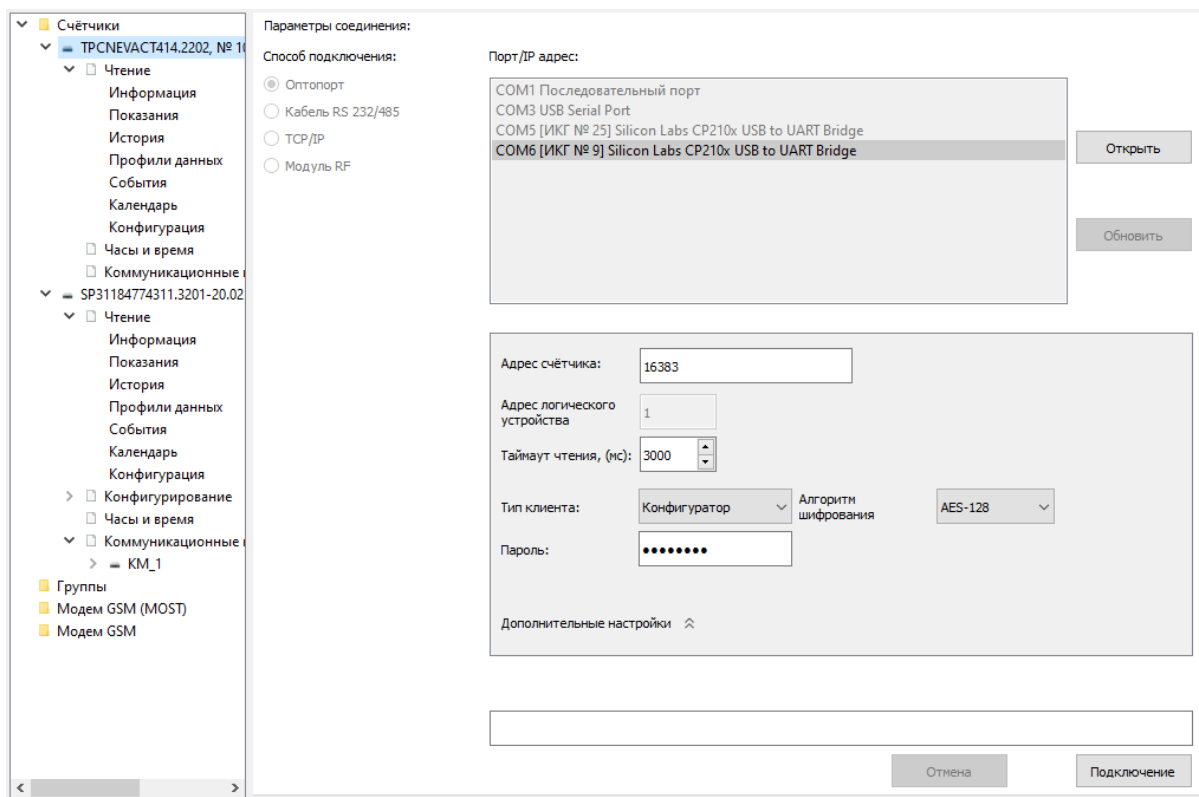 Счётчики
TPCNEVACT414.2202, № 10
Чтение
Информация
Показания
История
Профили данных
События
Календарь
Конфигурация
Часы и время
Коммуникационные
SP31184774311.3201-20.02
Чтение
Информация
Показания
История
Профили данных
События
Календарь
Конфигурация
Конфигурирование
Часы и время
Коммуникационные
КМ_1
Группы
Модем GSM (MOST)
Модем GSM
Параметры соединения:
Способ подключения:
Оптопорт
Кабель RS 232/485
TCP/IP
Модуль RF
Порт/IP адрес:
COM1 Последовательный порт
COM3 USB Serial Port
COM5 [ИКГ № 25] Silicon Labs CP210x USB to UART Bridge
COM6 [ИКГ № 9] Silicon Labs CP210x USB to UART Bridge
Открыть
Обновить
Адрес счётчика:
16383
Адрес логического
устройства
1
Таймаут чтения, (мс):
3000
Тип клиента:
Конфигуратор
Алгоритм
шифрования
AES-128
Пароль:
••••••••
Дополнительные настройки
Отмена
Подключение